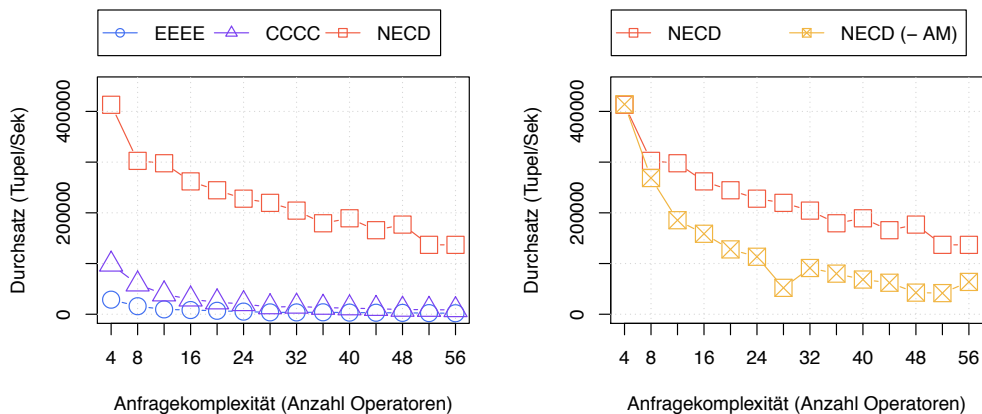 EEEE CCCC NECD
Durchsatz (Tupel/Sek)
400000
200000
0
4 8 16 24 32 40 48 56
Anfragekomplexität (Anzahl Operatoren)
NECD NECD (− AM)
Durchsatz (Tupel/Sek)
400000
200000
0
4 8 16 24 32 40 48 56
Anfragekomplexität (Anzahl Operatoren)